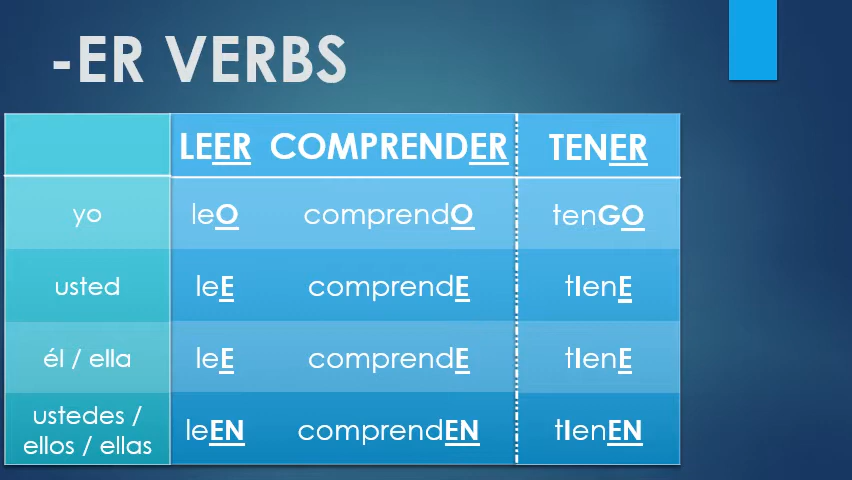 -ER VERBS
LEER COMPRENDER TENER
yo leO comprendO tenGO
usted leE comprendE tIenE
él / ella leE comprendE tIenE
ustedes /
ellos / ellas leEN comprendEN tIenEN